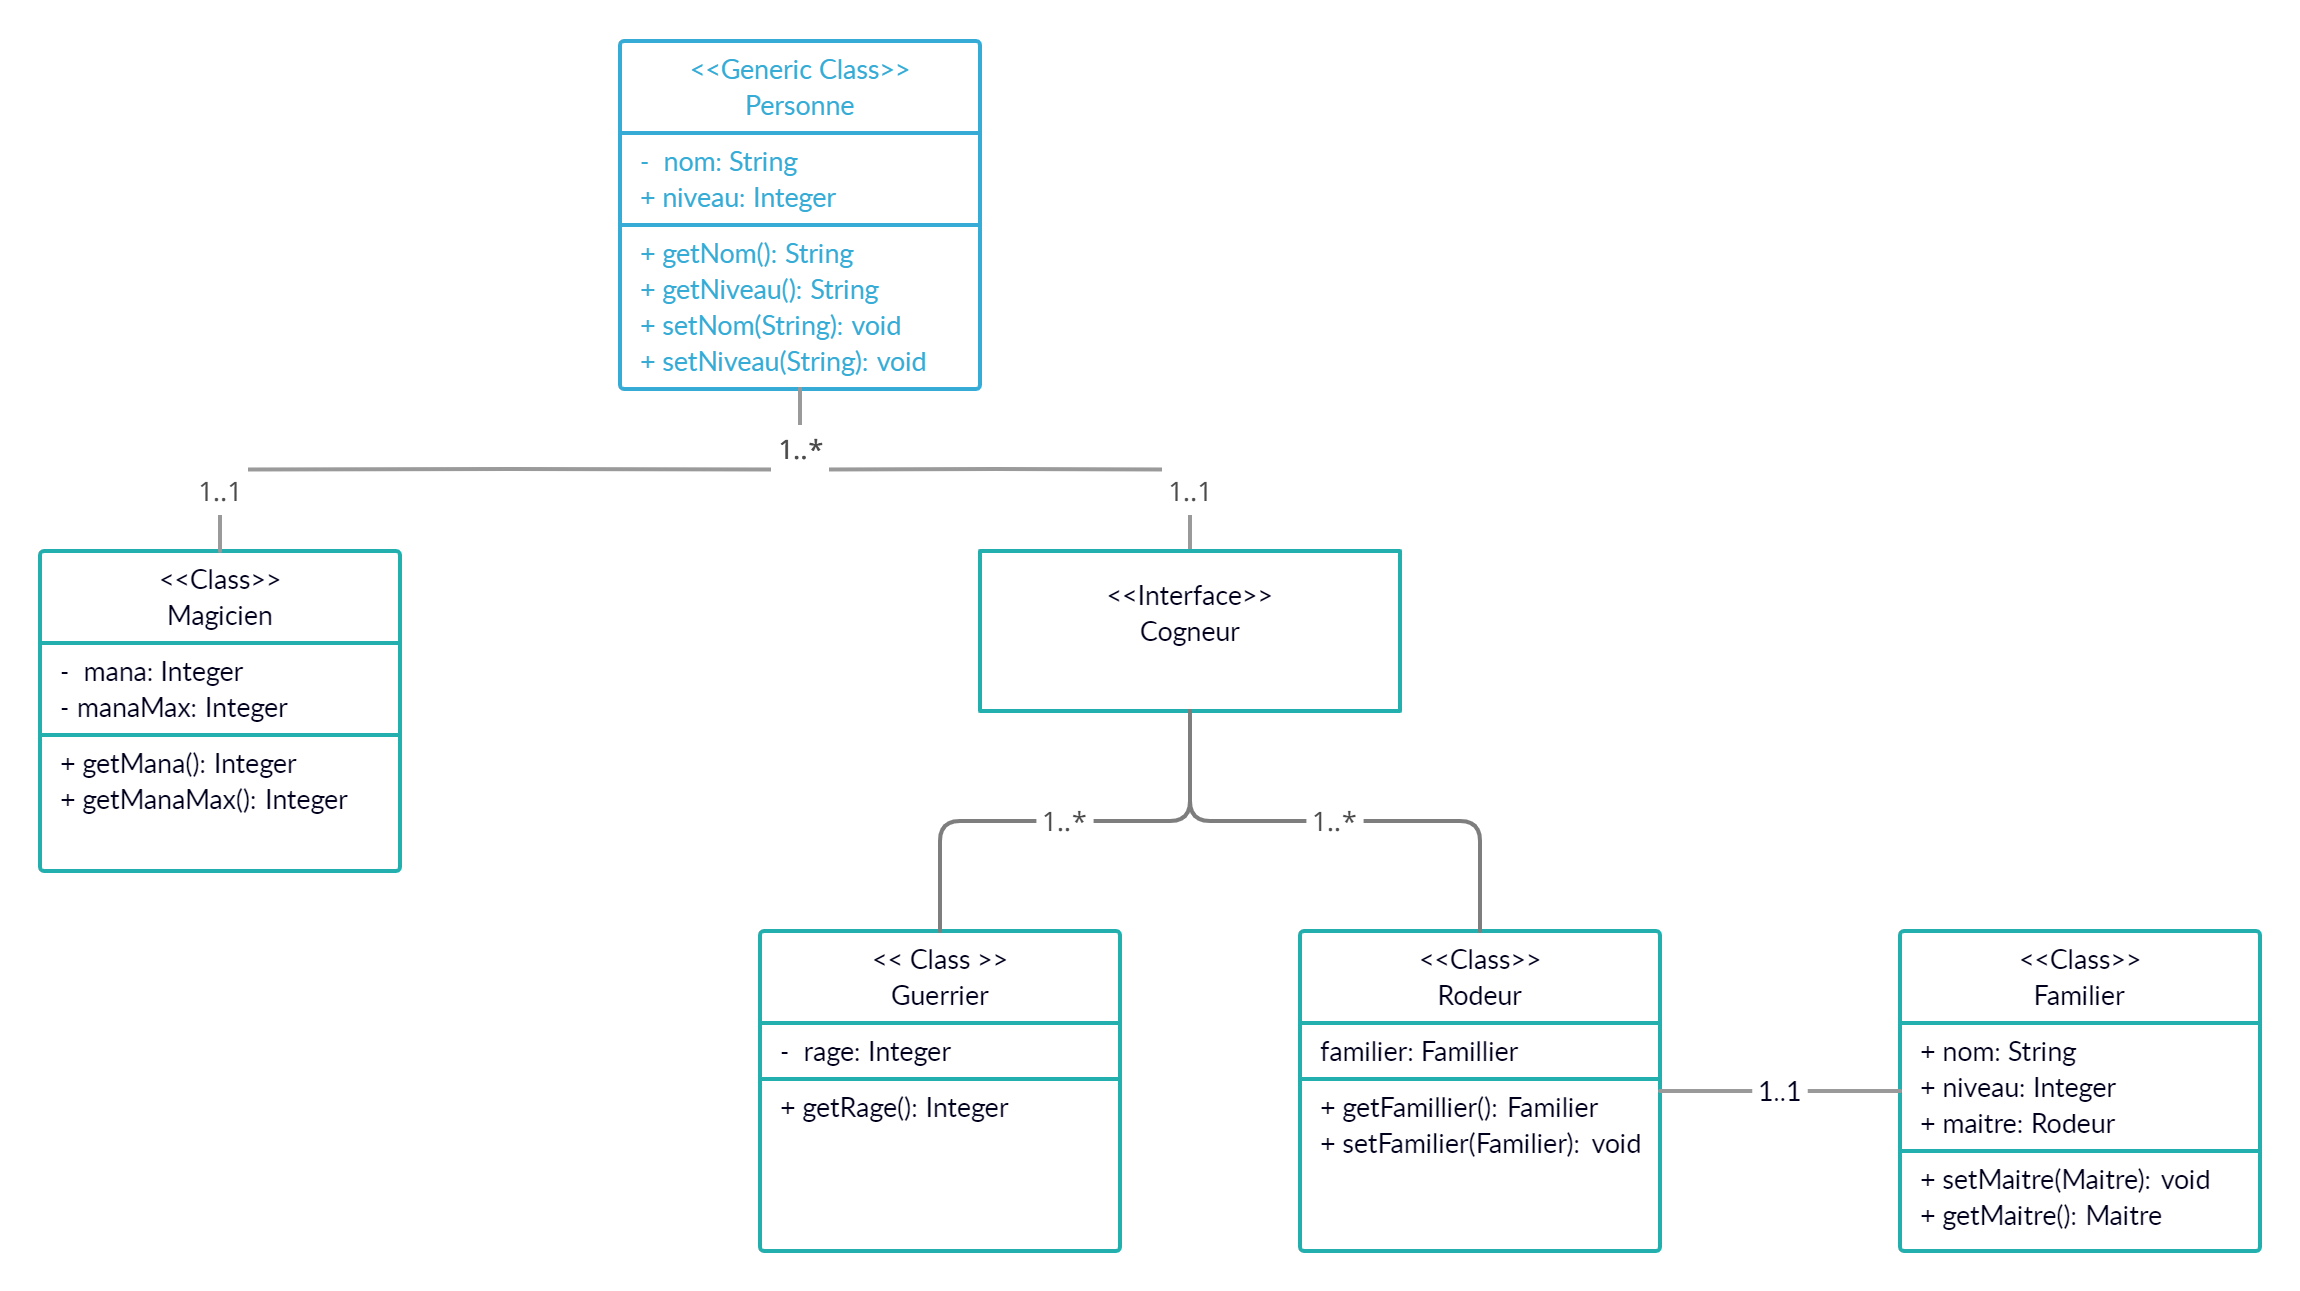 <<Generic Class>>
Personne
-  nom: String
+ niveau: Integer
+ getNom(): String
+ getNiveau(): String
+ setNom(String): void
+ setNiveau(String): void
1..*
1..1
1..1
<<Class>>
Magicien
-  mana: Integer
- manaMax: Integer
+ getMana(): Integer
+ getManaMax(): Integer
<<Interface>>
Cogneur
1..*
1..*
<< Class >>
Guerrier
-  rage: Integer
+ getRage(): Integer
<<Class>>
Rodeur
familier: Famillier
+ getFamillier(): Familier
+ setFamilier(Familier):  void
1..1
<<Class>>
Familier
+ nom: String
+ niveau: Integer
+ maitre: Rodeur
+ setMaitre(Maitre):  void
+ getMaitre(): Maitre